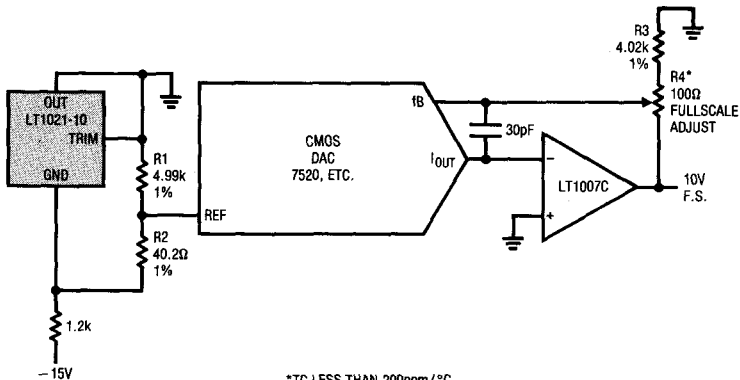 OUT
LT1021-10
TRIM
GND
R1
4.99k
1%
R2
40.2Ω
1%
1.2k
−15V
REF
CMOS
DAC
7520, ETC.
fB
IOUT
30pF
−
+
LT1007C
R3
4.02k
1%
R4*
100Ω
FULLSCALE
ADJUST
10V
F.S.